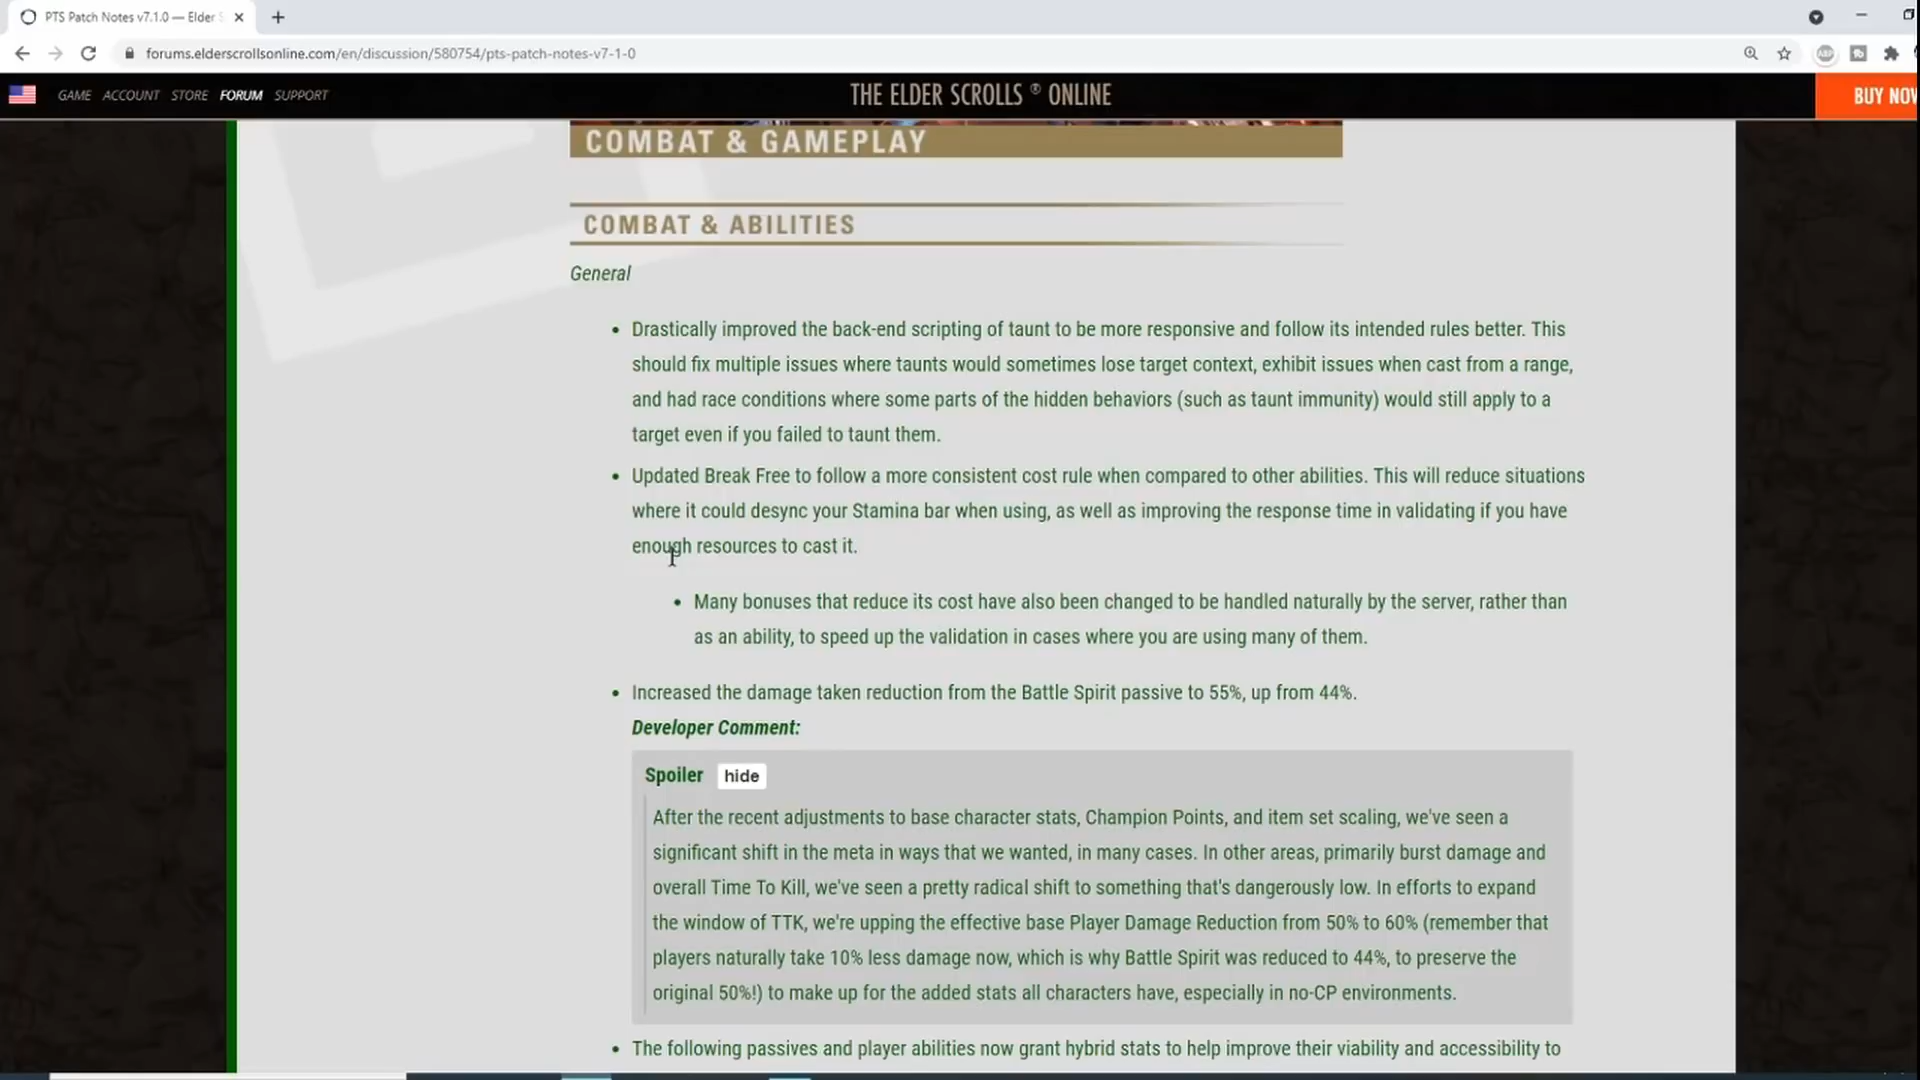 PTS Patch Notes v7.1.0 — Elder S
forums.elderscrollsonline.com/en/discussion/580754/pts-patch-notes-v7-1-0
ABP
GAME ACCOUNT STORE FORUM SUPPORT
THE ELDER SCROLLS ® ONLINE
BUY NOW
COMBAT & GAMEPLAY
COMBAT & ABILITIES
General
• Drastically improved the back-end scripting of taunt to be more responsive and follow its intended rules better. This
should fix multiple issues where taunts would sometimes lose target context, exhibit issues when cast from a range,
and had race conditions where some parts of the hidden behaviors (such as taunt immunity) would still apply to a
target even if you failed to taunt them.
• Updated Break Free to follow a more consistent cost rule when compared to other abilities. This will reduce situations
where it could desync your Stamina bar when using, as well as improving the response time in validating if you have
enough resources to cast it.
• Many bonuses that reduce its cost have also been changed to be handled naturally by the server, rather than
as an ability, to speed up the validation in cases where you are using many of them.
• Increased the damage taken reduction from the Battle Spirit passive to 55%, up from 44%.
Developer Comment:
Spoiler hide
After the recent adjustments to base character stats, Champion Points, and item set scaling, we've seen a
significant shift in the meta in ways that we wanted, in many cases. In other areas, primarily burst damage and
overall Time To Kill, we've seen a pretty radical shift to something that's dangerously low. In efforts to expand
the window of TTK, we're upping the effective base Player Damage Reduction from 50% to 60% (remember that
players naturally take 10% less damage now, which is why Battle Spirit was reduced to 44%, to preserve the
original 50%!) to make up for the added stats all characters have, especially in no-CP environments.
• The following passives and player abilities now grant hybrid stats to help improve their viability and accessibility to